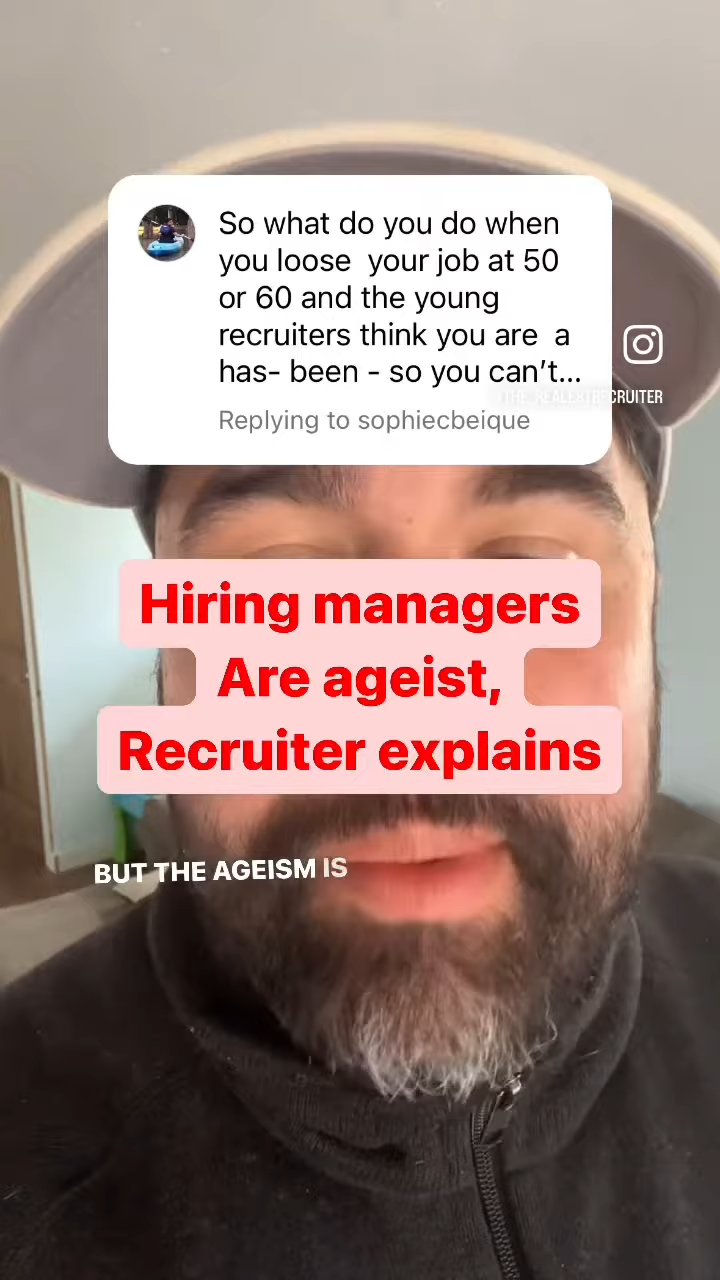 So what do you do when
you loose  your job at 50
or 60 and the young
recruiters think you are  a
has- been - so you can’t...
Replying to sophiecbeique
CRUITER
Hiring managers
Are ageist,
Recruiter explains
BUT THE AGEISM IS